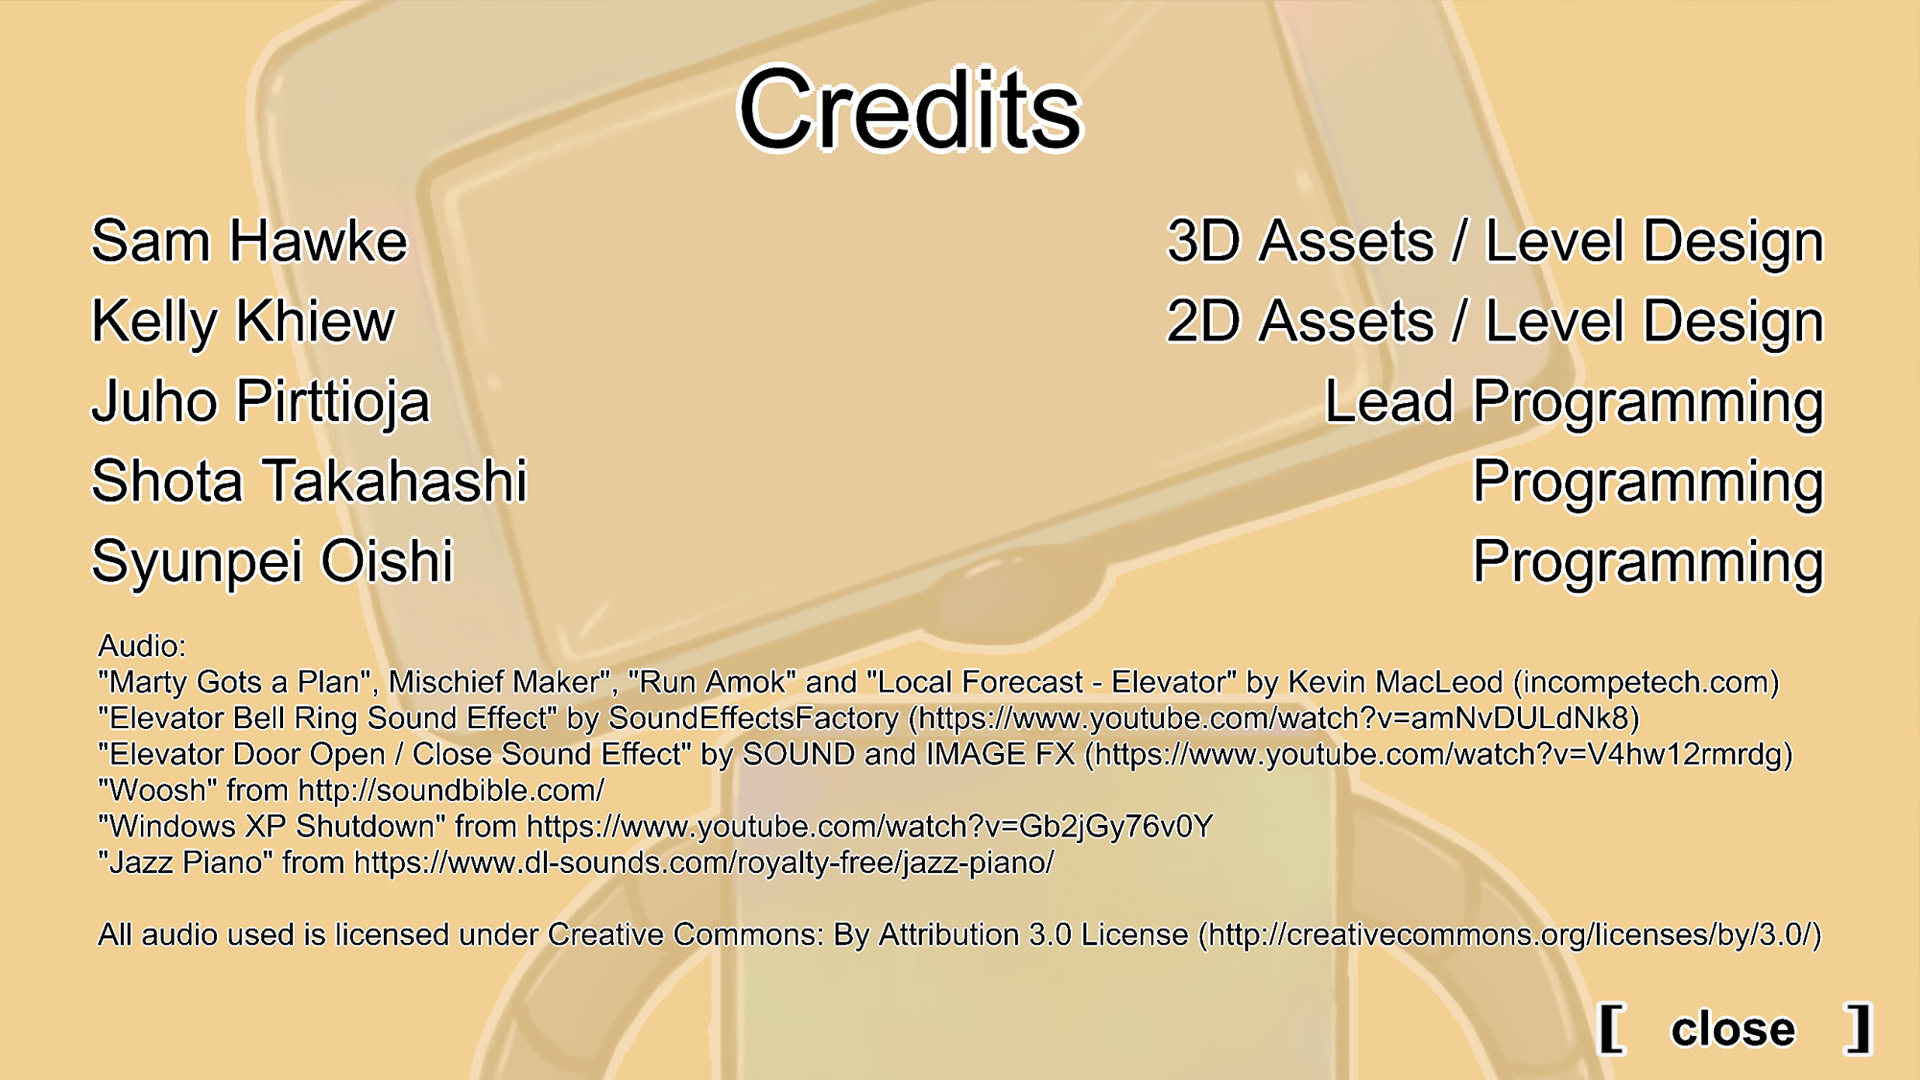 Credits
Sam Hawke 3D Assets / Level Design
Kelly Khiew 2D Assets / Level Design
Juho Pirttioja Lead Programming
Shota Takahashi Programming
Syunpei Oishi Programming
Audio:
"Marty Gots a Plan", Mischief Maker", "Run Amok" and "Local Forecast - Elevator" by Kevin MacLeod (incompetech.com)
"Elevator Bell Ring Sound Effect" by SoundEffectsFactory (https://www.youtube.com/watch?v=amNvDULdNk8)
"Elevator Door Open / Close Sound Effect" by SOUND and IMAGE FX (https://www.youtube.com/watch?v=V4hw12rmrdg)
"Woosh" from http://soundbible.com/
"Windows XP Shutdown" from https://www.youtube.com/watch?v=Gb2jGy76v0Y
"Jazz Piano" from https://www.dl-sounds.com/royalty-free/jazz-piano/
All audio used is licensed under Creative Commons: By Attribution 3.0 License (http://creativecommons.org/licenses/by/3.0/)
[ close ]